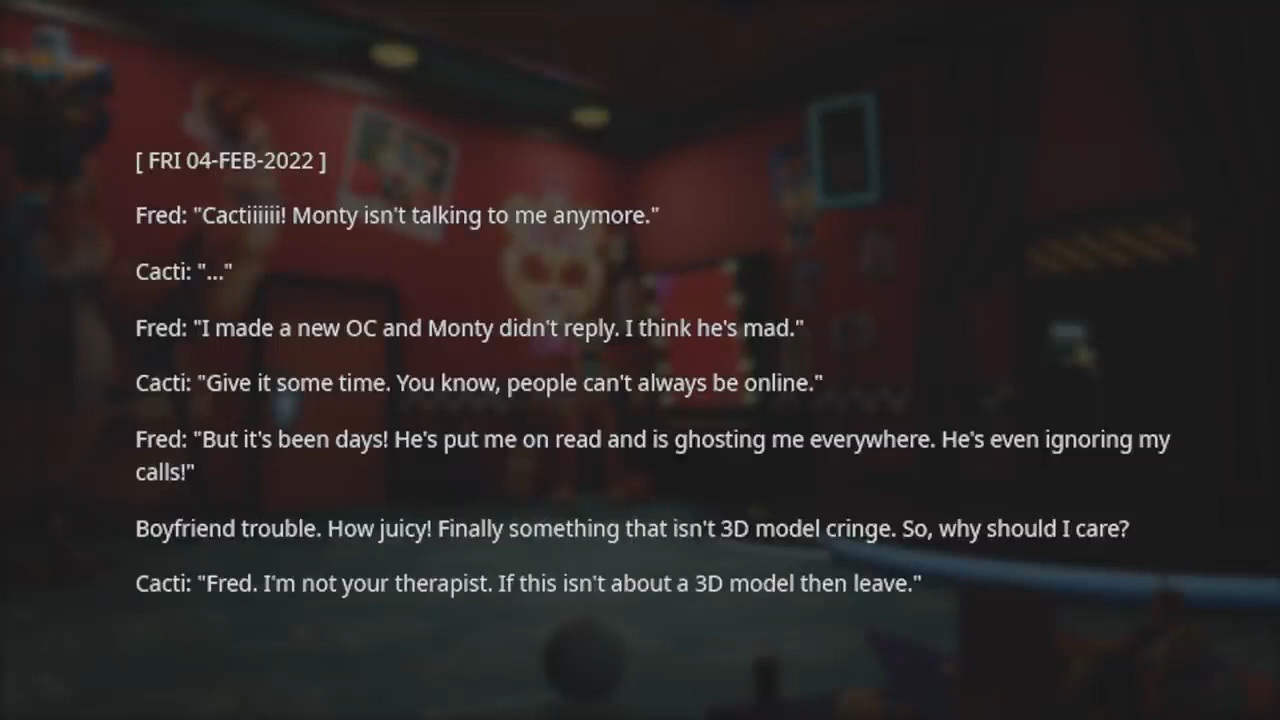 [ FRI 04-FEB-2022 ]
Fred: "Cactiiiiii! Monty isn't talking to me anymore."
Cacti: "..."
Fred: "I made a new OC and Monty didn't reply. I think he's mad."
Cacti: "Give it some time. You know, people can't always be online."
Fred: "But it's been days! He's put me on read and is ghosting me everywhere. He's even ignoring my
calls!"
Boyfriend trouble. How juicy! Finally something that isn't 3D model cringe. So, why should I care?
Cacti: "Fred. I'm not your therapist. If this isn't about a 3D model then leave."